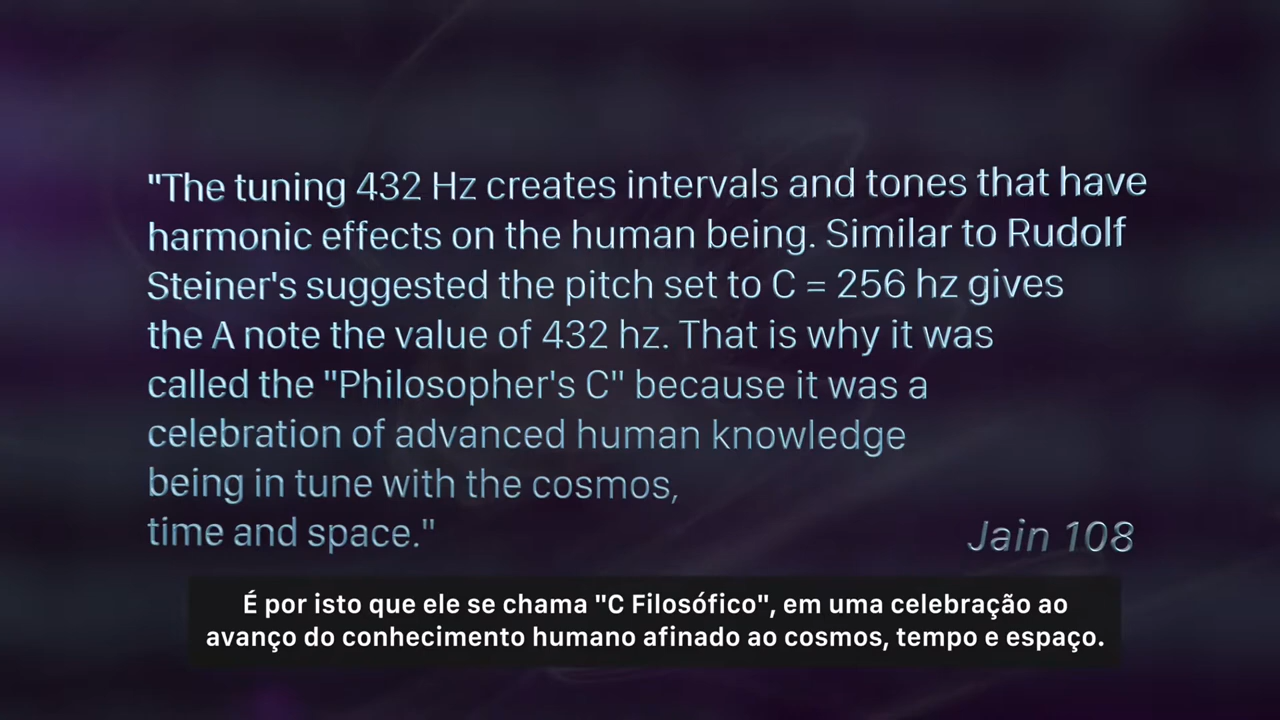 "The tuning 432 Hz creates intervals and tones that have
harmonic effects on the human being. Similar to Rudolf
Steiner's suggested the pitch set to C = 256 hz gives
the A note the value of 432 hz. That is why it was
called the "Philosopher's C" because it was a
celebration of advanced human knowledge
being in tune with the cosmos,
time and space."
Jain 108
É por isto que ele se chama "C Filosófico", em uma celebração ao
avanço do conhecimento humano afinado ao cosmos, tempo e espaço.